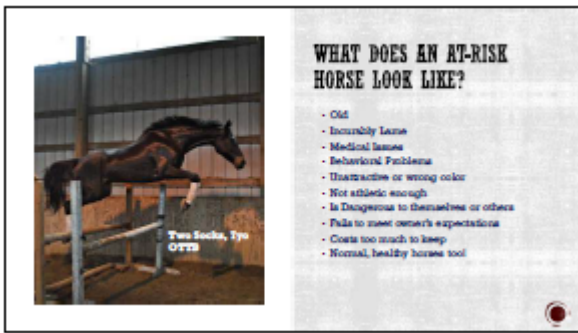 WHAT DOES AN AT-RISK
HORSE LOOK LIKE?
• Old
• Incurably Lame
• Medical Issues
• Behavioral Problems
• Unattractive or wrong color
• Not athletic enough
• Is Dangerous to themselves or others
• Fails to meet owner's expectations
• Costs too much to keep
• Normal, healthy horses too!
Two Socks, 7yo
OTTB